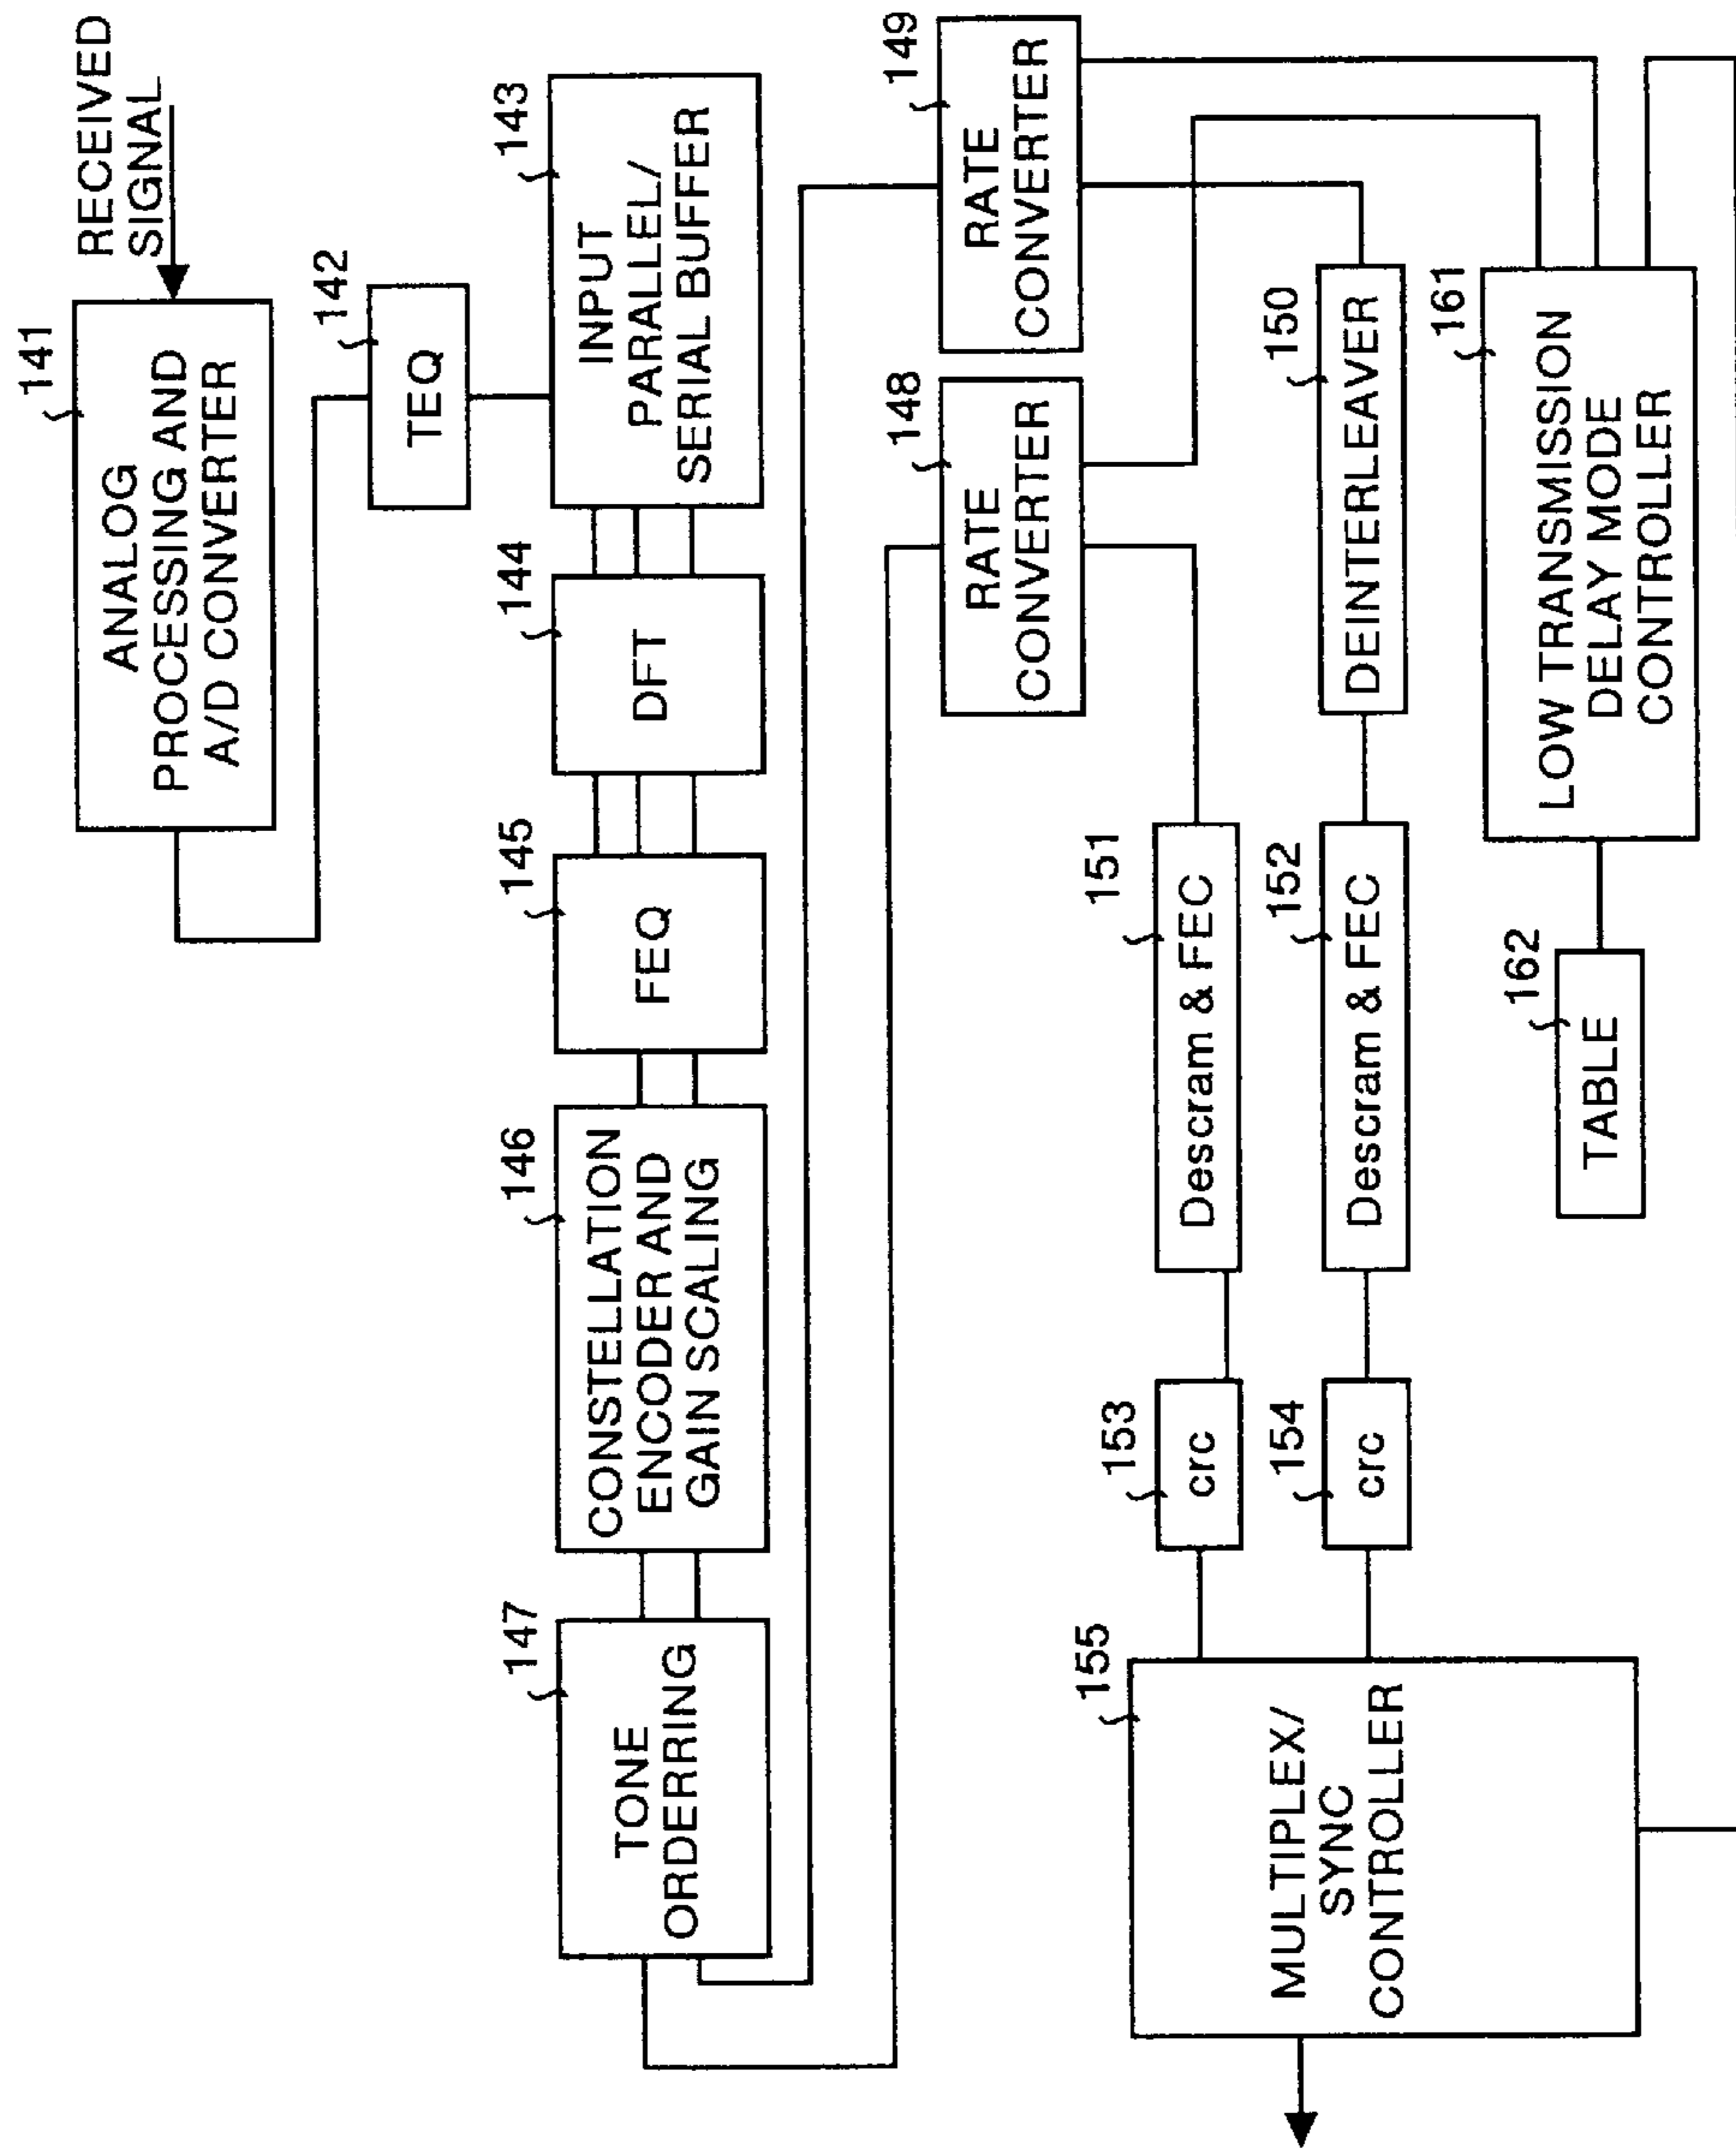 RECEIVED
SIGNAL
141
ANALOG
PROCESSING AND
A/D CONVERTER
142
TEQ
143
INPUT
PARALLEL/
SERIAL BUFFER
144
DFT
145
FEQ
146
CONSTELLATION
ENCODER AND
GAIN SCALING
147
TONE
ORDERRING
148
RATE
CONVERTER
149
RATE
CONVERTER
150
DEINTERLEAVER
151
Descram & FEC
152
Descram & FEC
153
crc
154
crc
155
MULTIPLEX/
SYNC
CONTROLLER
161
LOW TRANSMISSION
DELAY MODE
CONTROLLER
162
TABLE